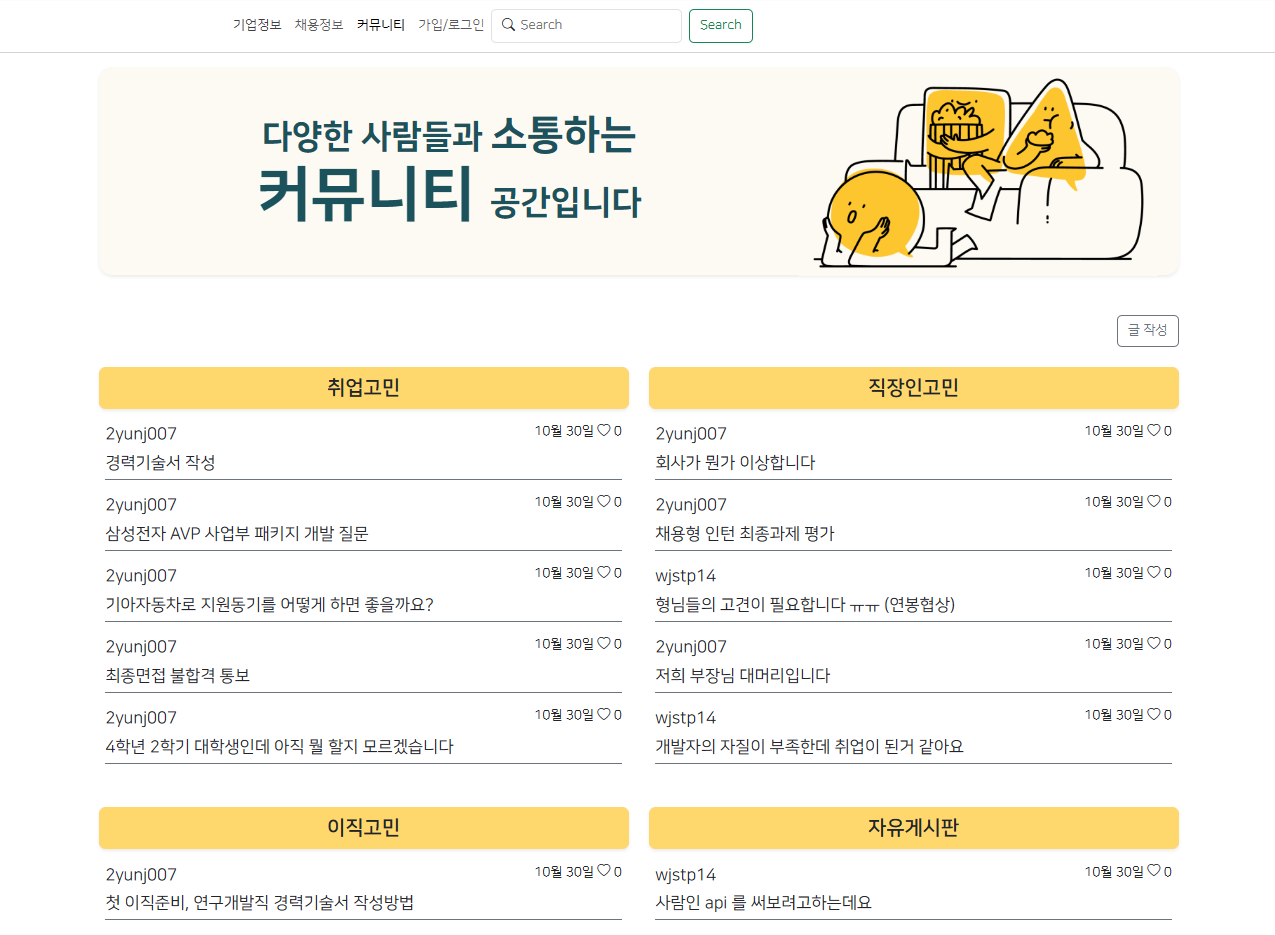 기업정보 채용정보 커뮤니티 가입/로그인 Search Search
다양한 사람들과 소통하는
커뮤니티 공간입니다
글 작성
취업고민
2yunj007 10월 30일 ♡ 0
경력기술서 작성
2yunj007 10월 30일 ♡ 0
삼성전자 AVP 사업부 패키지 개발 질문
2yunj007 10월 30일 ♡ 0
기아자동차로 지원동기를 어떻게 하면 좋을까요?
2yunj007 10월 30일 ♡ 0
최종면접 불합격 통보
2yunj007 10월 30일 ♡ 0
4학년 2학기 대학생인데 아직 뭘 할지 모르겠습니다
직장인고민
2yunj007 10월 30일 ♡ 0
회사가 뭔가 이상합니다
2yunj007 10월 30일 ♡ 0
채용형 인턴 최종과제 평가
wjstp14 10월 30일 ♡ 0
형님들의 고견이 필요합니다 ㅠㅠ (연봉협상)
2yunj007 10월 30일 ♡ 0
저희 부장님 대머리입니다
wjstp14 10월 30일 ♡ 0
개발자의 자질이 부족한데 취업이 된거 같아요
이직고민
2yunj007 10월 30일 ♡ 0
첫 이직준비, 연구개발직 경력기술서 작성방법
자유게시판
wjstp14 10월 30일 ♡ 0
사람인 api 를 써보려고하는데요